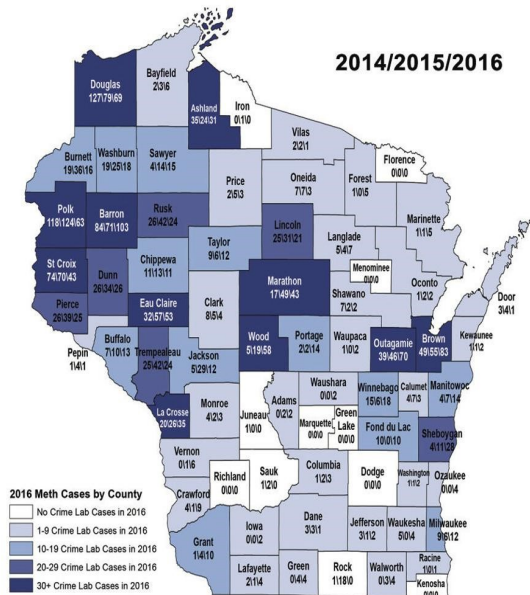 2014/2015/2016
Douglas
127\79\69
Bayfield
2\3\6
Ashland
35\24\31
Iron
0\1\0
Vilas
2\2\1
Florence
0\0\0
Burnett
19\36\16
Washburn
19\25\18
Sawyer
4\14\15
Price
2\5\3
Oneida
7\7\3
Forest
1\0\5
Marinette
1\1\5
Polk
118\124\63
Barron
84\71\103
Rusk
26\42\24
Lincoln
25\31\21
Langlade
5\4\7
Taylor
9\6\12
Chippewa
11\13\11
St Croix
74\70\43
Dunn
26\34\26
Marathon
17\49\43
Menominee
0\0\0
Oconto
1\2\2
Door
3\4\1
Pierce
26\39\25
Eau Claire
32\57\53
Clark
8\5\4
Shawano
7\2\2
Pepin
1\4\1
Buffalo
7\10\13
Trempealeau
25\42\24
Jackson
5\29\12
Wood
5\19\58
Portage
2\2\14
Waupaca
1\0\2
Outagamie
39\46\70
Brown
49\55\83
Kewaunee
1\1\2
La Crosse
20\26\35
Monroe
4\2\3
Juneau
1\0\0
Adams
0\2\2
Waushara
0\0\2
Winnebago
15\6\18
Calumet
4\7\3
Manitowoc
4\7\14
Marquette
0\0\0
Green
Lake
0\0\0
Fond du Lac
10\0\10
Sheboygan
4\11\28
Vernon
0\1\6
Richland
0\0\0
Sauk
1\2\0
Columbia
1\2\3
Dodge
0\0\0
Washington
1\1\2
Ozaukee
0\0\4
Crawford
4\1\9
Grant
1\4\10
Iowa
0\0\2
Dane
3\3\1
Jefferson
3\1\2
Waukesha
5\0\4
Milwaukee
9\6\12
Lafayette
2\1\4
Green
0\4\4
Rock
1\18\0
Walworth
0\3\4
Racine
1\0\1
Kenosha
0\0\0
2016 Meth Cases by County
No Crime Lab Cases in 2016
1-9 Crime Lab Cases in 2016
10-19 Crime Lab Cases in 2016
20-29 Crime Lab Cases in 2016
30+ Crime Lab Cases in 2016